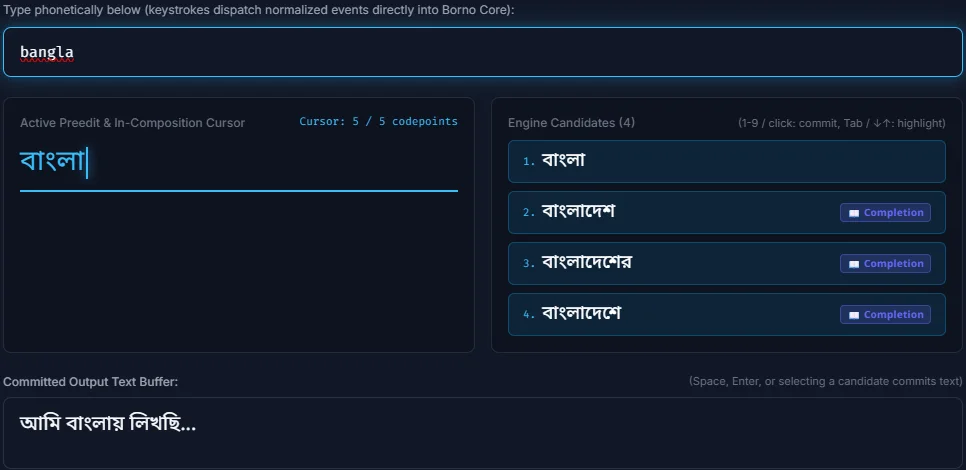 Type phonetically below (keystrokes dispatch normalized events directly into Borno Core):
bangla
Active Preedit & In-Composition Cursor
Cursor: 5 / 5 codepoints
বাংলা
Engine Candidates (4)
(1-9 / click: commit, Tab / ↓↑: highlight)
1. বাংলা
2. বাংলাদেশ Completion
3. বাংলাদেশের Completion
4. বাংলাদেশে Completion
Committed Output Text Buffer:
(Space, Enter, or selecting a candidate commits text)
আমি বাংলায় লিখছি...